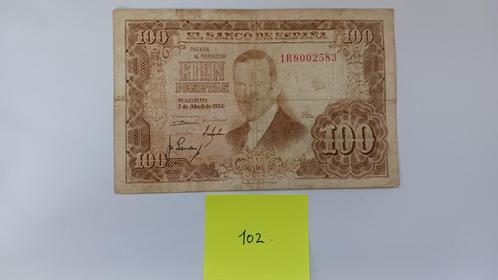 100
EL BANCO DE ESPAÑA
100
PAGARÁ
AL PORTADOR
1R8002583
CIEN
PESETAS
MADRID
7 de Abril de 1953
100
100
102.